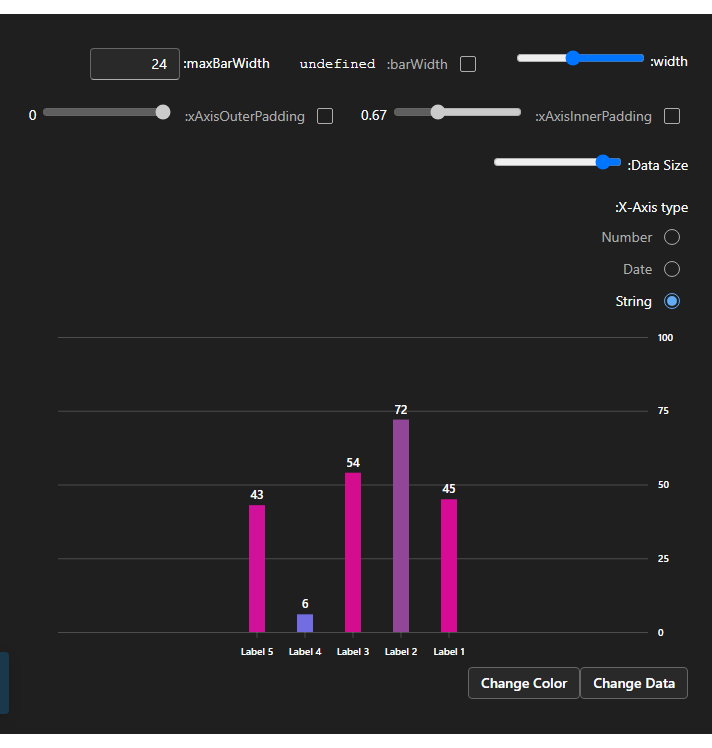 width:
barWidth: undefined
maxBarWidth: 24
xAxisInnerPadding: 0.67
xAxisOuterPadding: 0
Data Size:
X-Axis type:
Number
Date
String
100
75
50
25
0
43
6
54
72
45
Label 5
Label 4
Label 3
Label 2
Label 1
Change Color
Change Data